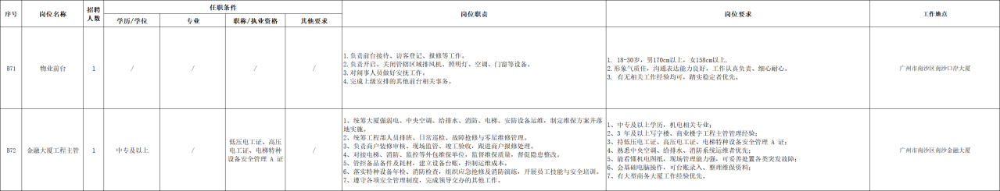 序号
岗位名称
招聘
人数
任职条件
学历/学位
专业
职称/执业资格
其他要求
岗位职责
岗位要求
工作地点
B71
物业前台
1
/
/
/
/
1.负责前台接待、访客登记、报修等工作。
2.负责开启、关闭管辖区域排风机、照明灯、空调、门窗等设备。
3.对闹事人员做好安抚工作。
4.完成上级安排的其他前台相关事务。
1. 18-30岁，男170cm以上，女158cm以上.
2.形象气质佳，沟通表达能力良好，工作认真负责、细心耐心。
3. 有无相关工作经验均可，踏实稳定者优先。
广州市南沙区南沙口岸大厦
B72
金融大厦工程主管
1
中专及以上
/
低压电工证、高压
电工证、电梯特种
设备安全管理 A 证
/
1、统筹大厦强弱电、中央空调、给排水、消防、电梯、安防设备运维，制定维保方案并落
地实施。
2、统筹工程部人员排班、日常巡检、故障抢修与零星维修管理。
3、负责商户装修审核、现场监管、竣工验收，跟进商户报修处理。
4、对接电梯、消防、监控等外包维保单位，监督维保质量，督促隐患整改。
5、管控备品备件及耗材，建立设备台账，控制运维成本。
6、落实特种设备年检、消防检查，组织应急抢修及消防演练，开展员工技能与安全培训。
7、遵守各项安全管理制度，完成领导交办的其他工作。
1、中专及以上学历，机电相关专业；
2、3 年及以上写字楼、商业楼宇工程主管管理经验；
3、持低压电工证、高压电工证、电梯特种设备安全管理 A 证；
4、熟悉中央空调、给排水、消防系统运维者优先；
5、能看懂机电图纸，现场管理能力强，可妥善处置各类突发故障；
6、会基础电脑操作，可台账录入、整理维保资料；
7、有大型商务大厦工作经验优先。
广州市南沙区南沙金融大厦